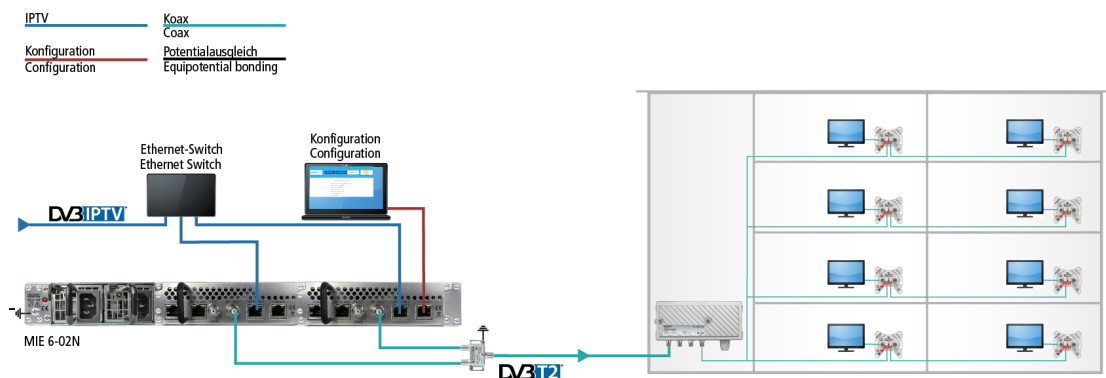 IPTV
Koax
Coax
Konfiguration
Configuration
Potentialausgleich
Equipotential bonding
Ethernet-Switch
Ethernet Switch
Konfiguration
Configuration
DVB IPTV
MIE 6-02N
DVB T2